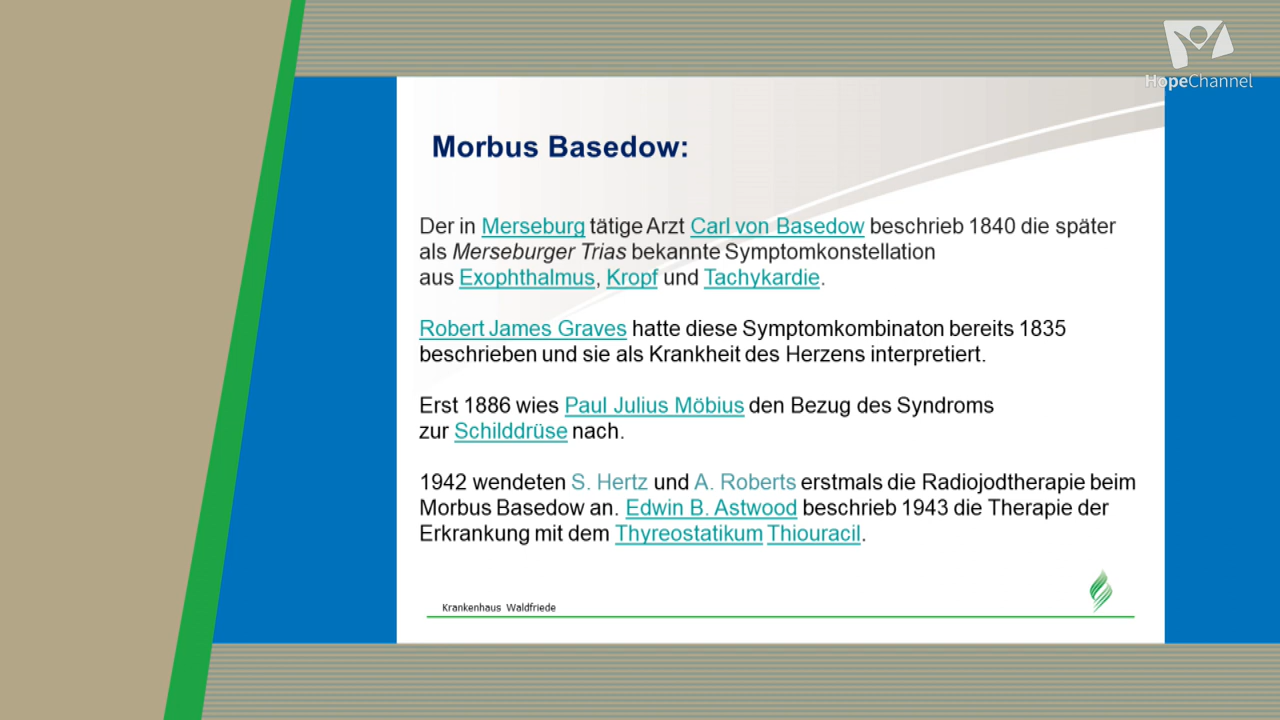 HopeChannel
Morbus Basedow:
Der in Merseburg tätige Arzt Carl von Basedow beschrieb 1840 die später
als Merseburger Trias bekannte Symptomkonstellation
aus Exophthalmus, Kropf und Tachykardie.
Robert James Graves hatte diese Symptomkombinaton bereits 1835
beschrieben und sie als Krankheit des Herzens interpretiert.
Erst 1886 wies Paul Julius Möbius den Bezug des Syndroms
zur Schilddrüse nach.
1942 wendeten S. Hertz und A. Roberts erstmals die Radiojodtherapie beim
Morbus Basedow an. Edwin B. Astwood beschrieb 1943 die Therapie der
Erkrankung mit dem Thyreostatikum Thiouracil.
Krankenhaus Waldfriede